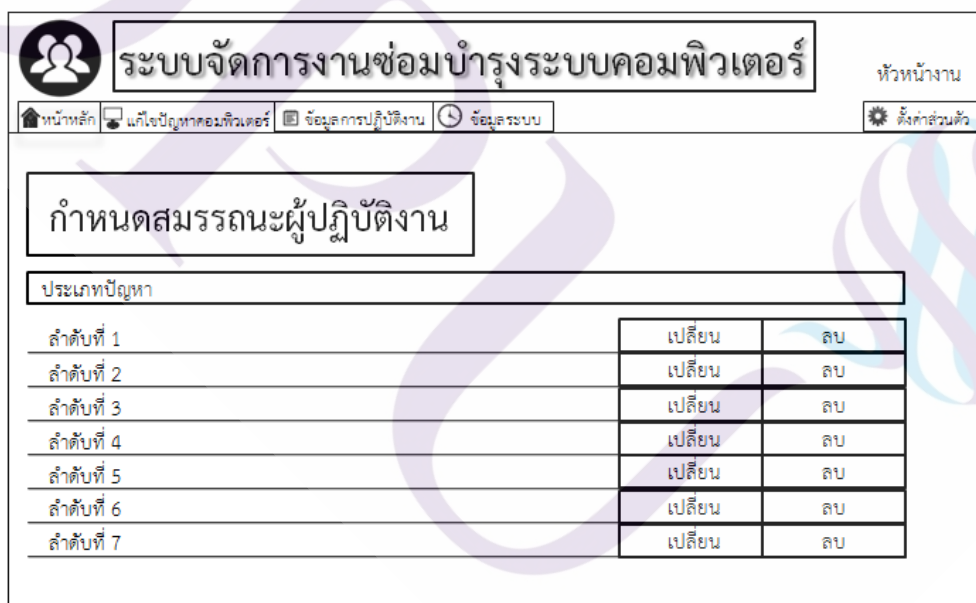 ระบบจัดการงานซ่อมบำรุงระบบคอมพิวเตอร์
หัวหน้างาน
หน้าหลัก แก้ไขปัญหาคอมพิวเตอร์ ข้อมูลการปฏิบัติงาน ข้อมูลระบบ ตั้งค่าส่วนตัว
กำหนดสมรรถนะผู้ปฏิบัติงาน
ประเภทปัญหา
ลำดับที่ 1 เปลี่ยน ลบ
ลำดับที่ 2 เปลี่ยน ลบ
ลำดับที่ 3 เปลี่ยน ลบ
ลำดับที่ 4 เปลี่ยน ลบ
ลำดับที่ 5 เปลี่ยน ลบ
ลำดับที่ 6 เปลี่ยน ลบ
ลำดับที่ 7 เปลี่ยน ลบ